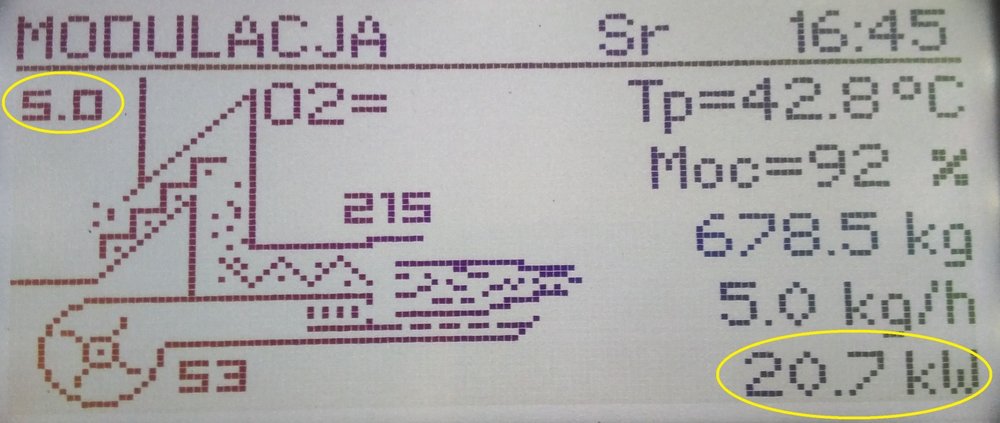 MODULACJA Sr 16:45
5.0 O2= Tp=42.8°C
Moc=92 %
215
678.5 kg
5.0 kg/h
53 20.7 kW